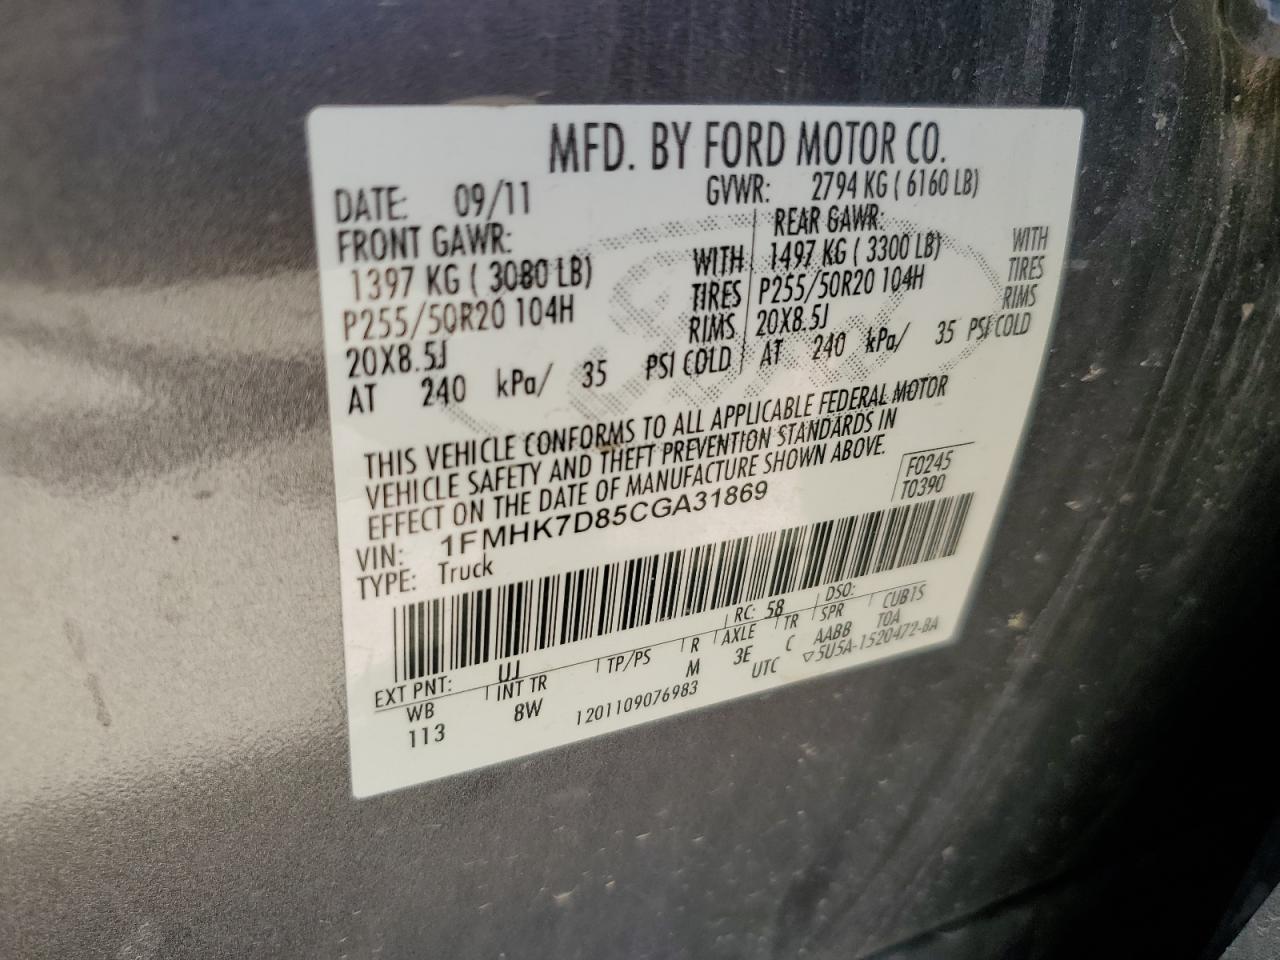 MFD. BY FORD MOTOR CO.
DATE: 09/11 GVWR: 2794 KG ( 6160 LB)
FRONT GAWR: REAR GAWR:
1397 KG ( 3080 LB) WITH 1497 KG ( 3300 LB) WITH
P255/50R20 104H TIRES P255/50R20 104H TIRES
20X8.5J RIMS 20X8.5J RIMS
AT 240 kPa/ 35 PSI COLD AT 240 kPa/ 35 PSI COLD
THIS VEHICLE CONFORMS TO ALL APPLICABLE FEDERAL MOTOR
VEHICLE SAFETY AND THEFT PREVENTION STANDARDS IN
EFFECT ON THE DATE OF MANUFACTURE SHOWN ABOVE.
F0245
T0390
VIN: 1FMHK7D85CGA31869
TYPE: Truck
EXT PNT: UJ RC: 58 DSO:
WB INT TR TP/PS R AXLE TR SPR CUB15
113 8W M 3E C AABB TOA
1201109076983 UTC ▽5U5A-1520472-BA